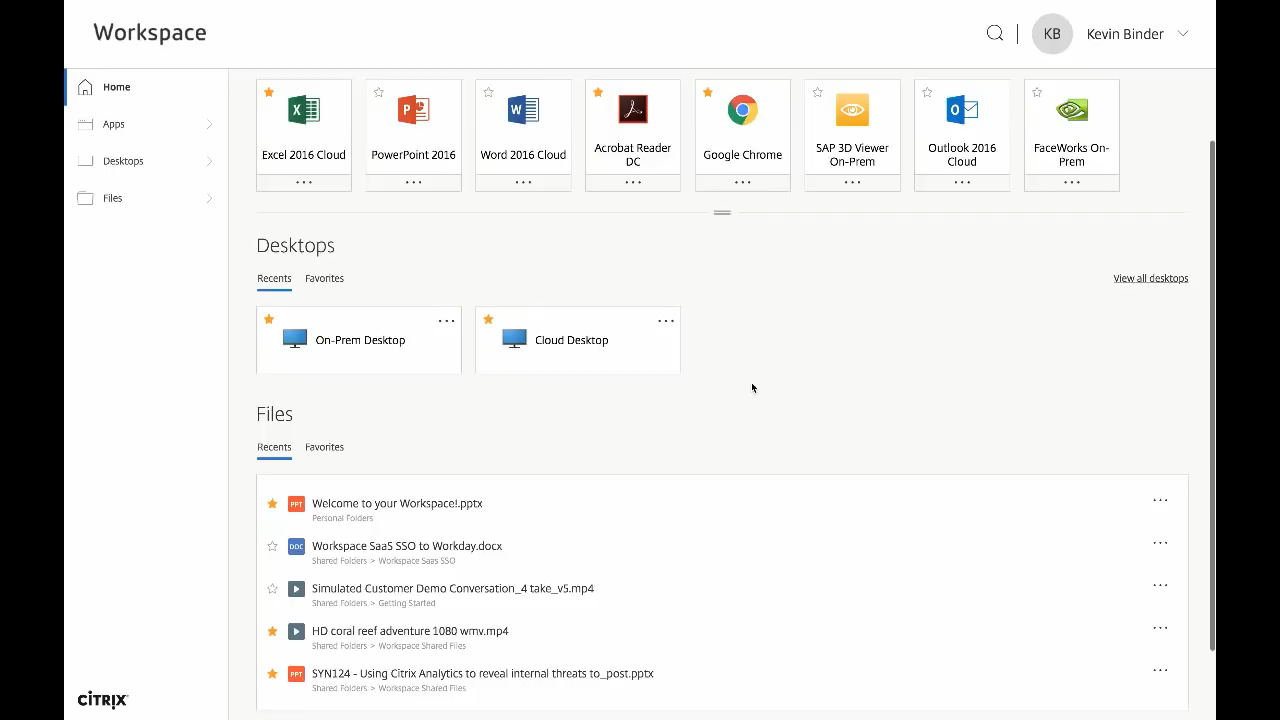 Workspace
KB
Kevin Binder
Home
Apps
Desktops
Files
Excel 2016 Cloud
PowerPoint 2016
Word 2016 Cloud
Acrobat Reader
DC
Google Chrome
SAP 3D Viewer
On-Prem
Outlook 2016
Cloud
FaceWorks On-
Prem
Desktops
Recents Favorites
View all desktops
On-Prem Desktop
Cloud Desktop
Files
Recents Favorites
PPT Welcome to your Workspace!.pptx
Personal Folders
DOC Workspace SaaS SSO to Workday.docx
Shared Folders > Workspace Saas SSO
Simulated Customer Demo Conversation_4 take_v5.mp4
Shared Folders > Getting Started
HD coral reef adventure 1080 wmv.mp4
Shared Folders > Workspace Shared Files
PPT SYN124 - Using Citrix Analytics to reveal internal threats to_post.pptx
Shared Folders > Workspace Shared Files
CITRIX